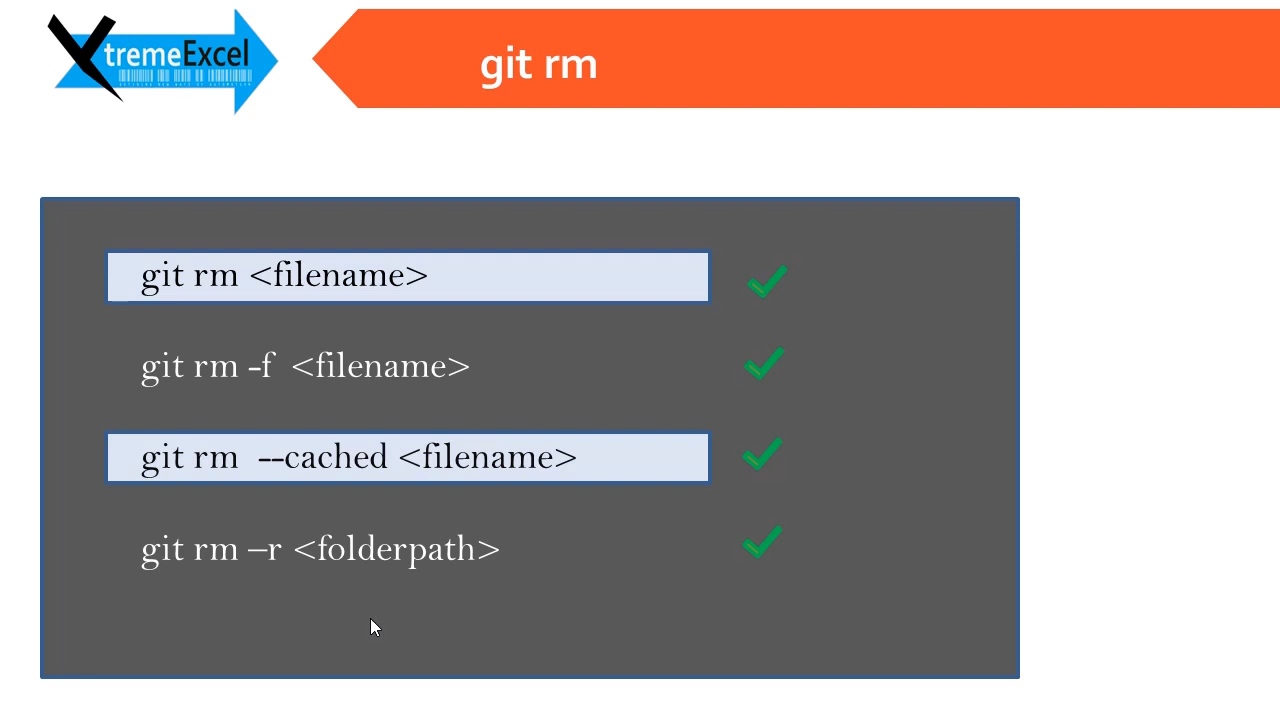 XtremeExcel
git rm
git rm <filename>
git rm -f <filename>
git rm --cached <filename>
git rm –r <folderpath>